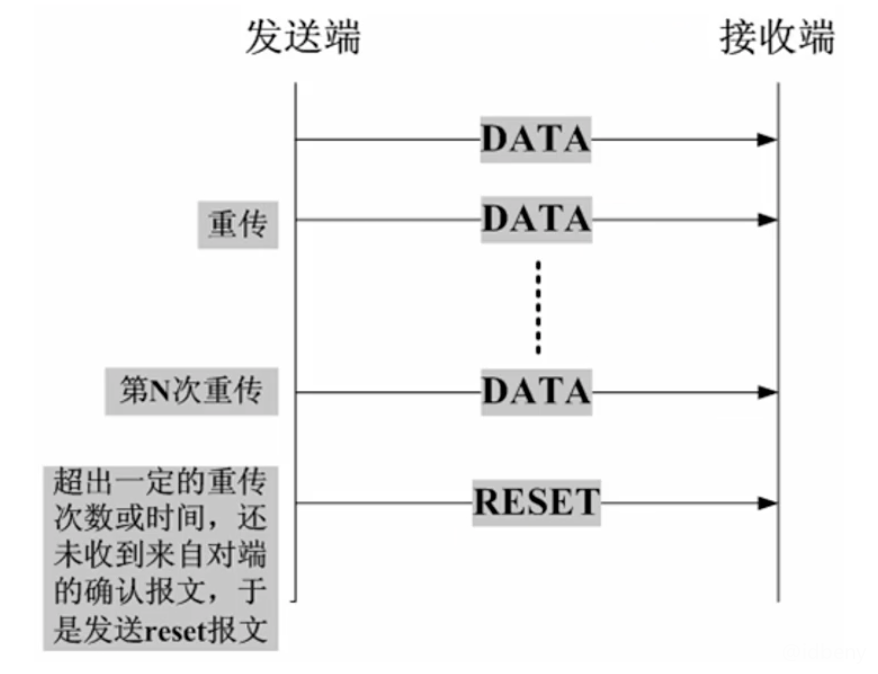 发送端
接收端
DATA
重传
DATA
第N次重传
DATA
超出一定的重传
次数或时间，还
未收到来自对端
的确认报文，于
是发送reset报文
RESET